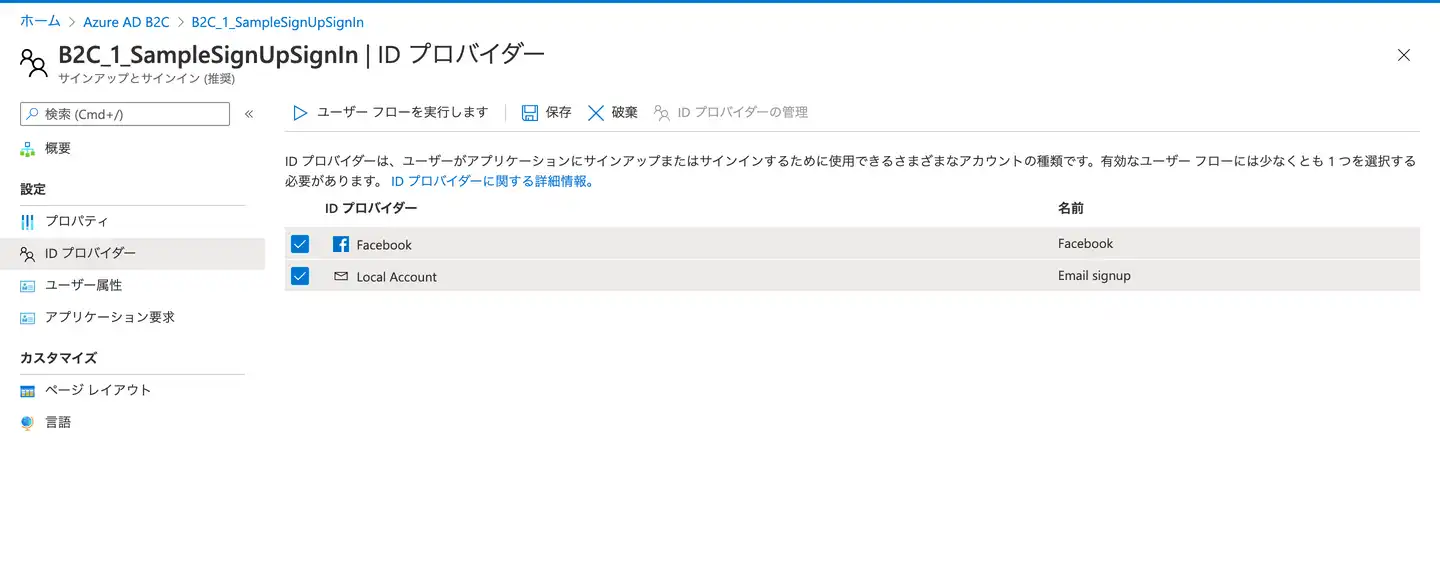 ホーム > Azure AD B2C > B2C_1_SampleSignUpSignIn
B2C_1_SampleSignUpSignIn | ID プロバイダー
サインアップとサインイン (推奨)
検索 (Cmd+/)
«
概要
設定
プロパティ
ID プロバイダー
ユーザー属性
アプリケーション要求
カスタマイズ
ページ レイアウト
言語
ユーザー フローを実行します 保存 破棄 ID プロバイダーの管理
ID プロバイダーは、ユーザーがアプリケーションにサインアップまたはサインインするために使用できるさまざまなアカウントの種類です。有効なユーザー フローには少なくとも 1 つを選択する
必要があります。 ID プロバイダーに関する詳細情報。
ID プロバイダー 名前
Facebook Facebook
Local Account Email signup